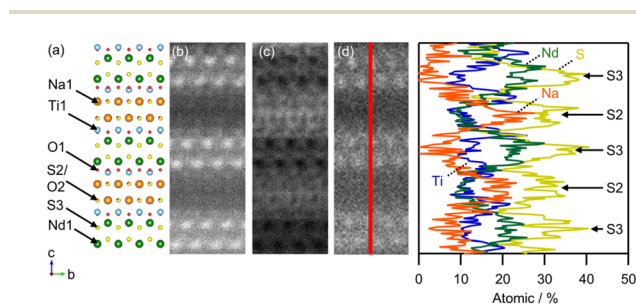 (a)
(b)
(c)
(d)
Na1
Ti1
O1
S2/
O2
S3
Nd1
c
b
Nd
S
Na
Ti
S3
S2
S3
S2
S3
0 10 20 30 40 50
Atomic / %